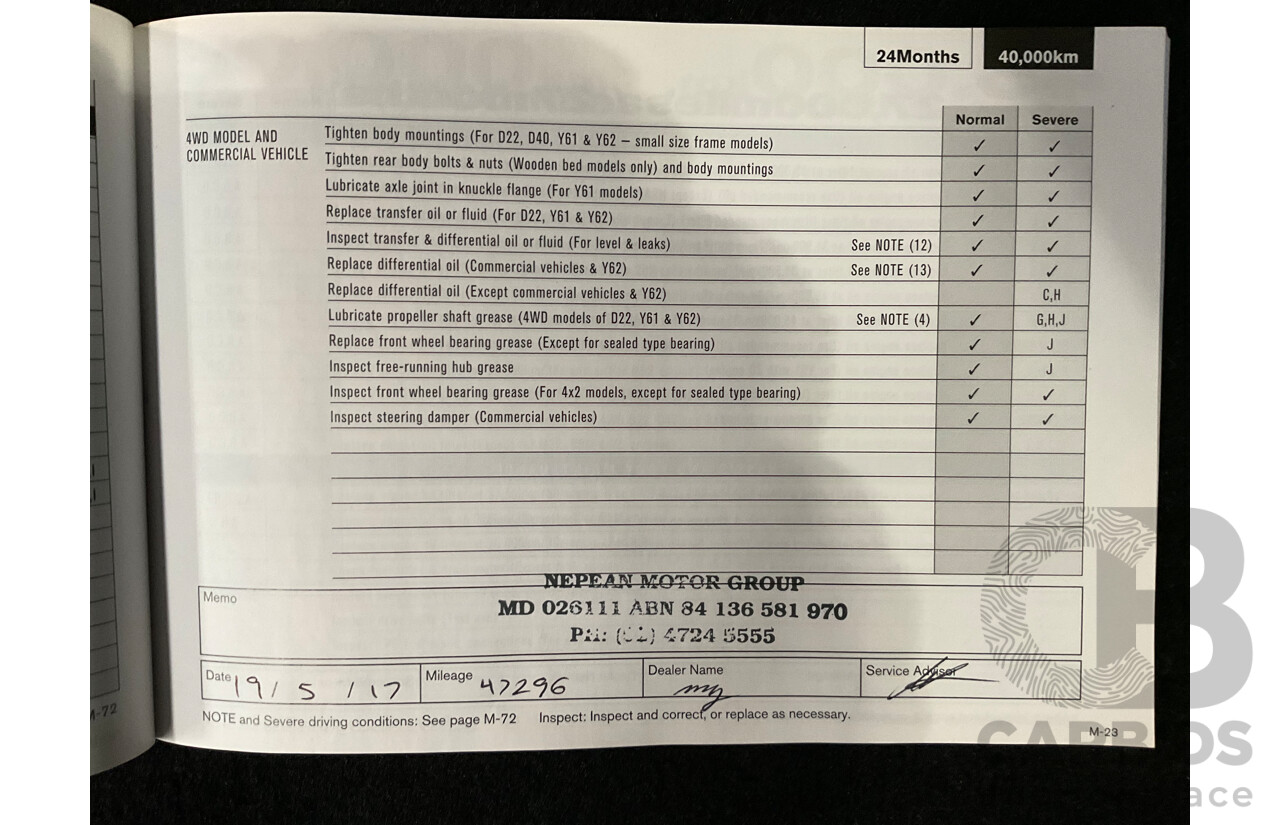 24Months 40,000km
Normal Severe
4WD MODEL AND
COMMERCIAL VEHICLE
Tighten body mountings (For D22, D40, Y61 & Y62 – small size frame models) ✓ ✓
Tighten rear body bolts & nuts (Wooden bed models only) and body mountings ✓ ✓
Lubricate axle joint in knuckle flange (For Y61 models) ✓ ✓
Replace transfer oil or fluid (For D22, Y61 & Y62) ✓ ✓
Inspect transfer & differential oil or fluid (For level & leaks) See NOTE (12) ✓ ✓
Replace differential oil (Commercial vehicles & Y62) See NOTE (13) ✓ ✓
Replace differential oil (Except commercial vehicles & Y62) C,H
Lubricate propeller shaft grease (4WD models of D22, Y61 & Y62) See NOTE (4) ✓ G,H,J
Replace front wheel bearing grease (Except for sealed type bearing) ✓ J
Inspect free-running hub grease ✓ J
Inspect front wheel bearing grease (For 4x2 models, except for sealed type bearing) ✓ ✓
Inspect steering damper (Commercial vehicles) ✓ ✓
NEPEAN MOTOR GROUP
Memo
MD 026111 ABN 84 136 581 970
4724 5555
Date 19/5/17 Mileage 47296 Dealer Name Service Advisor
NOTE and Severe driving conditions: See page M-72 Inspect: Inspect and correct, or replace as necessary.
M-23
-72
CB